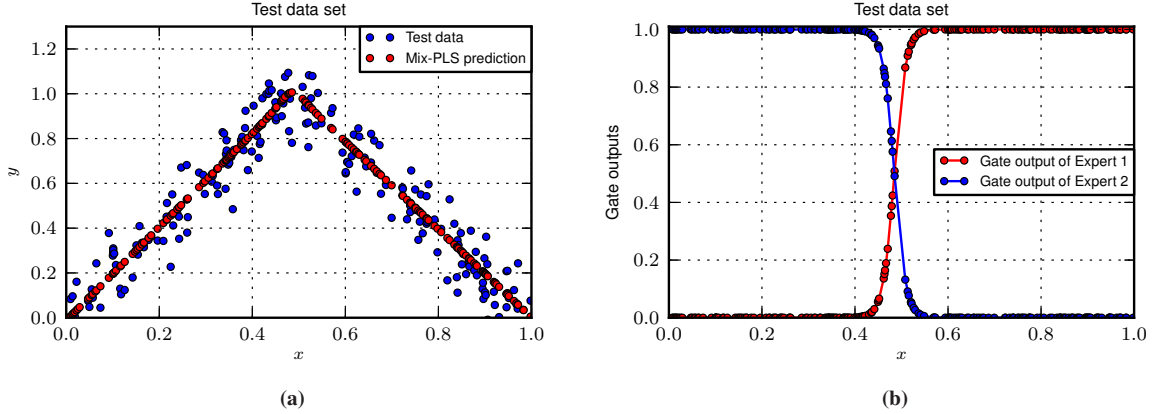 Test data set
1.2
1.0
0.8
0.6
0.4
0.2
0.0
y
0.0 0.2 0.4 0.6 0.8 1.0
x
Test data
Mix-PLS prediction
(a)
Test data set
1.0
0.8
0.6
0.4
0.2
0.0
Gate outputs
0.0 0.2 0.4 0.6 0.8 1.0
x
Gate output of Expert 1
Gate output of Expert 2
(b)